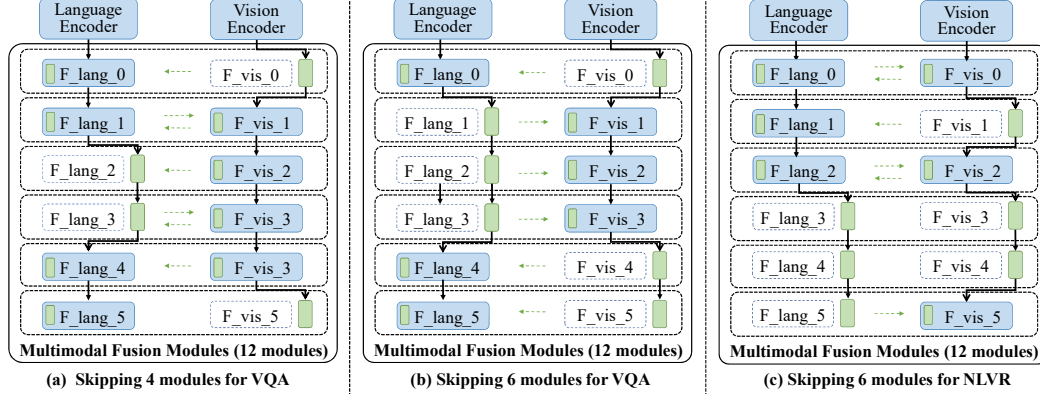 Language
Encoder
Vision
Encoder
F_lang_0
F_vis_0
F_lang_1
F_vis_1
F_lang_2
F_vis_2
F_lang_3
F_vis_3
F_lang_4
F_vis_3
F_lang_5
F_vis_5
Multimodal Fusion Modules (12 modules)
(a) Skipping 4 modules for VQA
Language
Encoder
Vision
Encoder
F_lang_0
F_vis_0
F_lang_1
F_vis_1
F_lang_2
F_vis_2
F_lang_3
F_vis_3
F_lang_4
F_vis_4
F_lang_5
F_vis_5
Multimodal Fusion Modules (12 modules)
(b) Skipping 6 modules for VQA
Language
Encoder
Vision
Encoder
F_lang_0
F_vis_0
F_lang_1
F_vis_1
F_lang_2
F_vis_2
F_lang_3
F_vis_3
F_lang_4
F_vis_4
F_lang_5
F_vis_5
Multimodal Fusion Modules (12 modules)
(c) Skipping 6 modules for NLVR